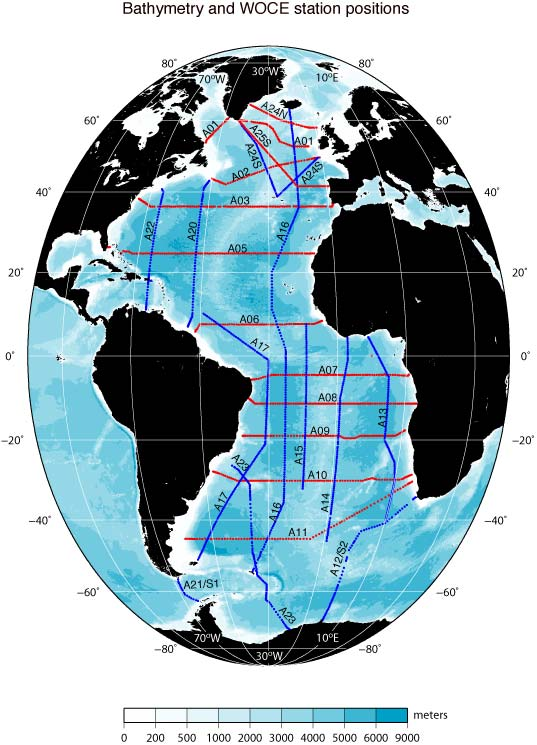 Bathymetry and WOCE station positions
80°
30°W
80°
70°W
10°E
60°
60°
A24N
A01
A25S
A01
A24S
A02
A24S
40°
40°
A03
A22
A20
A16
A05
20°
20°
A06
A17
0°
0°
A07
A08
A13
A09
−20°
−20°
A23
A15
A10
A17
A16
A14
−40°
−40°
A11
A12/S2
A21/S1
−60°
−60°
A23
70°W
10°E
−80°
30°W
−80°
meters
0 200 500 1000 2000 3000 4000 5000 6000 9000